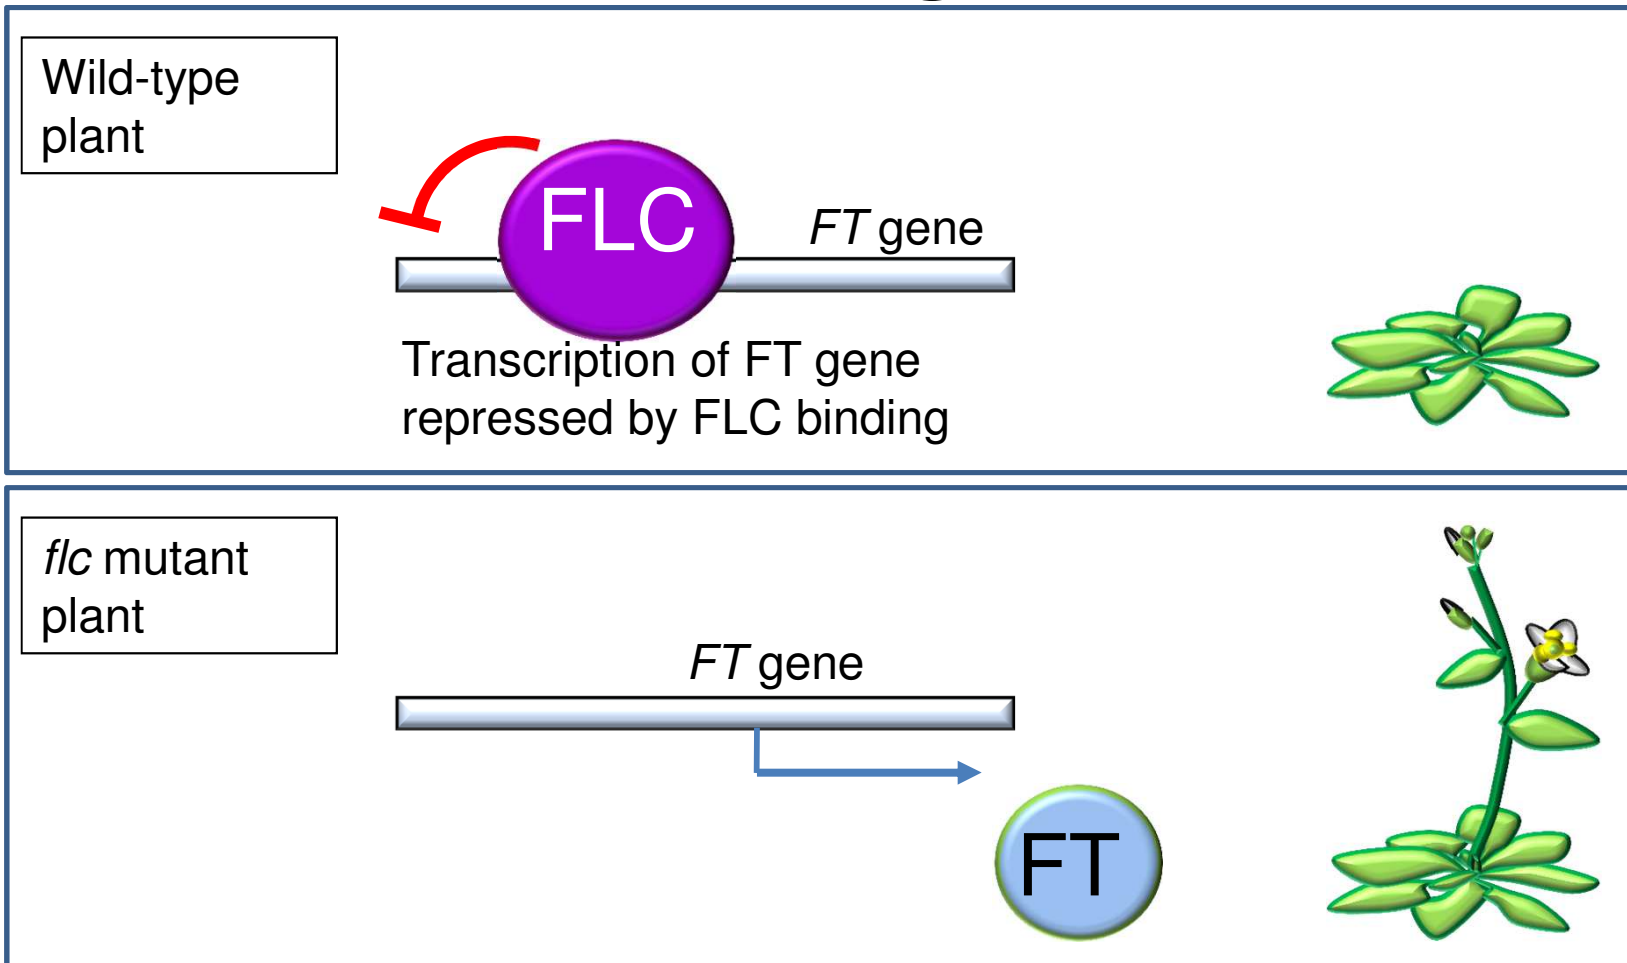 Wild-type
plant
FLC
FT gene
Transcription of FT gene
repressed by FLC binding
flc mutant
plant
FT gene
FT